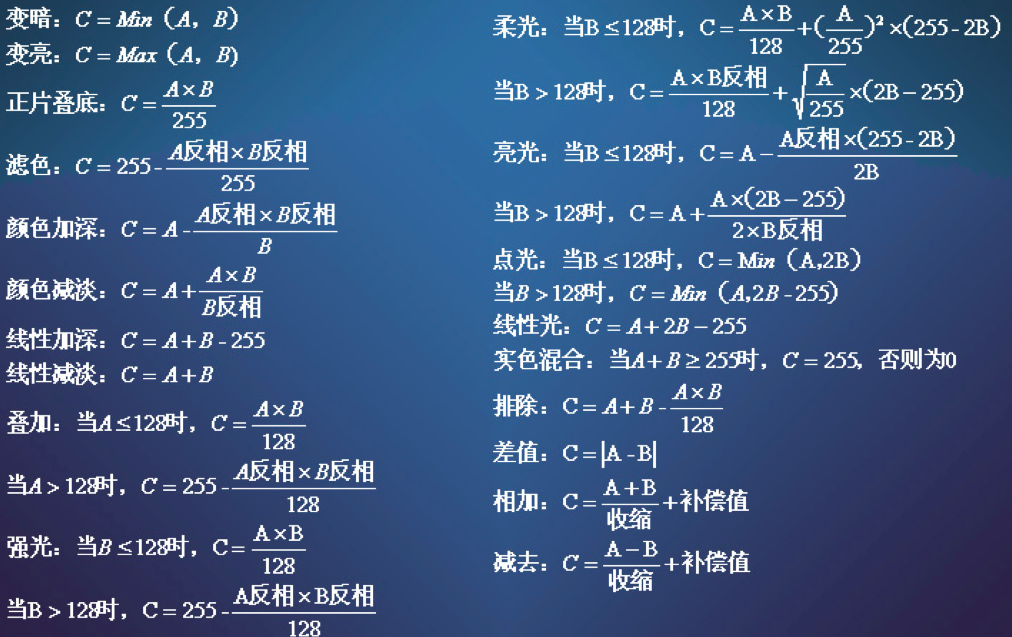 变暗：C = Min（A，B）
变亮：C = Max（A，B）
正片叠底：C = A×B/255
滤色：C = 255 - A反相×B反相/255
颜色加深：C = A - A反相×B反相/B
颜色减淡：C = A + A×B/B反相
线性加深：C = A+B - 255
线性减淡：C = A+B
叠加：当A ≤128时，C = A×B/128
当A > 128时，C = 255 - A反相×B反相/128
强光：当B ≤128时，C = A×B/128
当B > 128时，C = 255 - A反相×B反相/128
柔光：当B ≤128时，C = A×B/128 + (A/255)²×(255 - 2B)
当B > 128时，C = A×B反相/128 + √(A/255)×(2B－255)
亮光：当B ≤128时，C = A－A反相×(255 - 2B)/2B
当B > 128时，C = A + A×(2B－255)/2×B反相
点光：当B ≤128时，C = Min（A,2B）
当B > 128时，C = Min（A,2B - 255）
线性光：C = A + 2B－255
实色混合：当A + B ≥ 255时，C = 255，否则为0
排除：C = A + B - A×B/128
差值：C = |A - B|
相加：C = A+B/收缩 + 补偿值
减去：C = A－B/收缩 + 补偿值